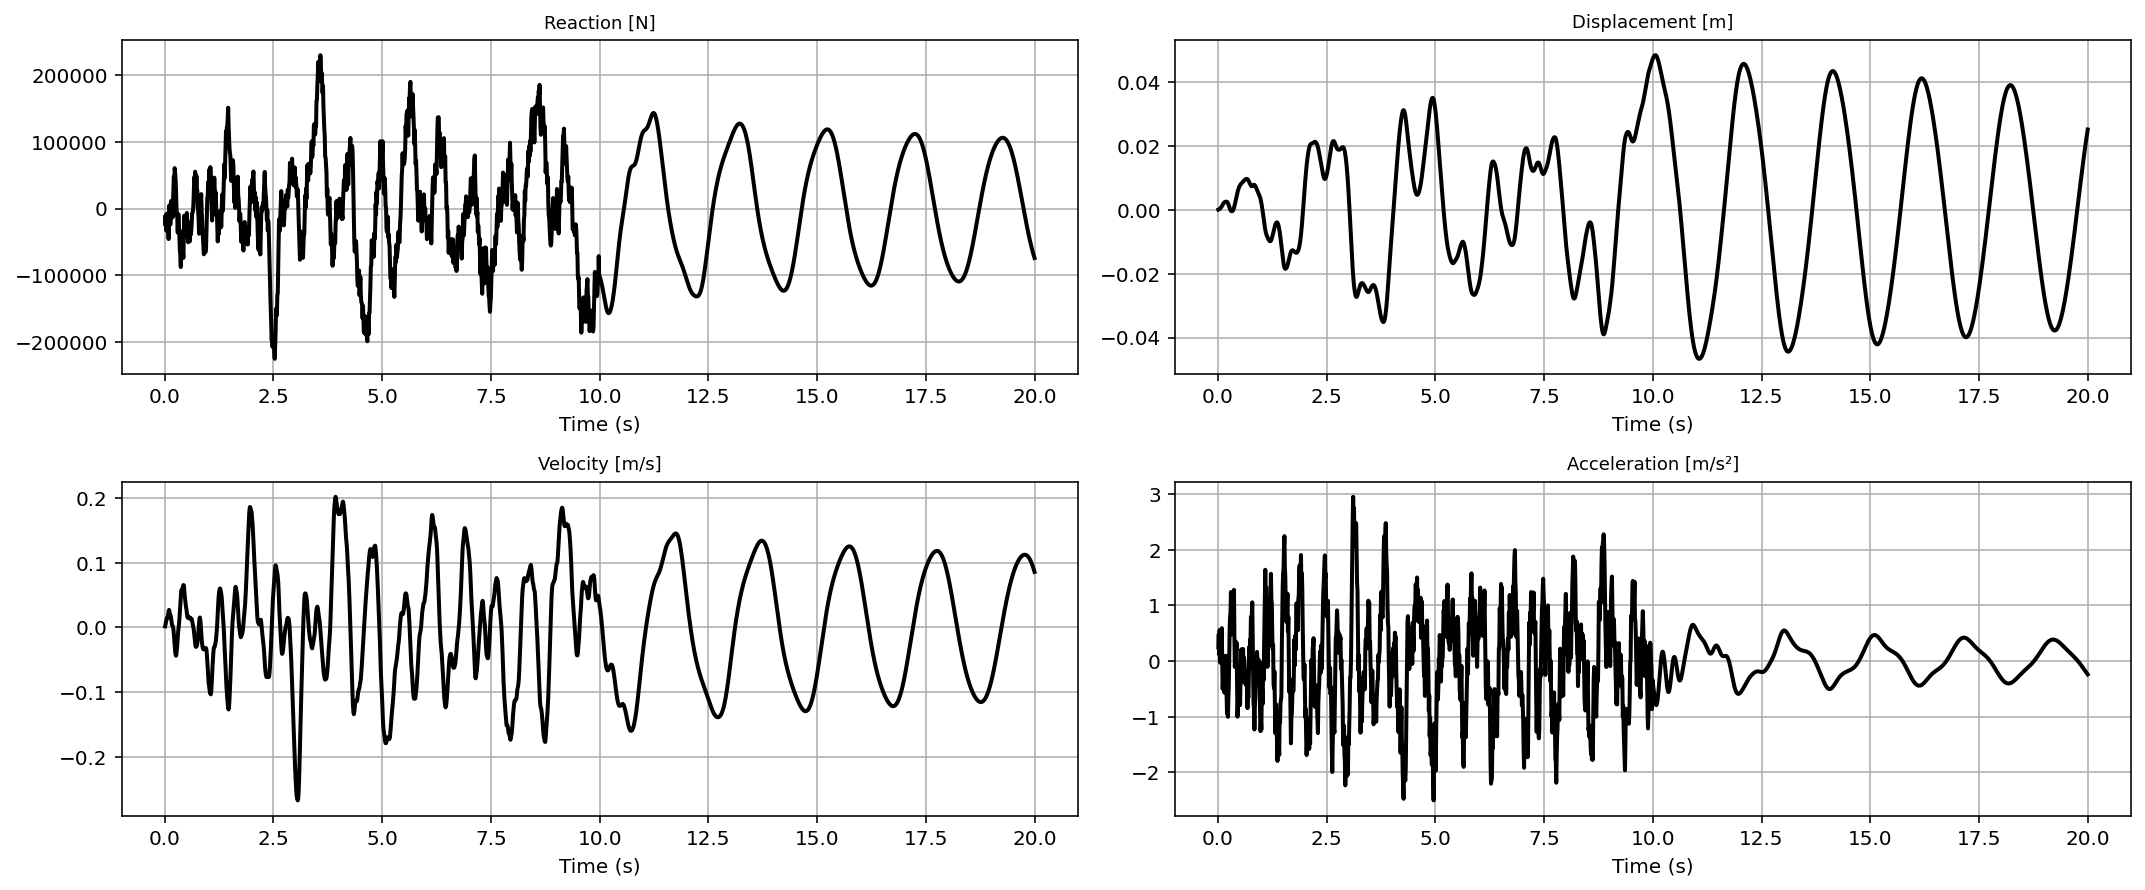 Reaction [N]
200000
100000
0
−100000
−200000
0.0 2.5 5.0 7.5 10.0 12.5 15.0 17.5 20.0
Time (s)
Displacement [m]
0.04
0.02
0.00
−0.02
−0.04
0.0 2.5 5.0 7.5 10.0 12.5 15.0 17.5 20.0
Time (s)
Velocity [m/s]
0.2
0.1
0.0
−0.1
−0.2
0.0 2.5 5.0 7.5 10.0 12.5 15.0 17.5 20.0
Time (s)
Acceleration [m/s²]
3
2
1
0
−1
−2
0.0 2.5 5.0 7.5 10.0 12.5 15.0 17.5 20.0
Time (s)